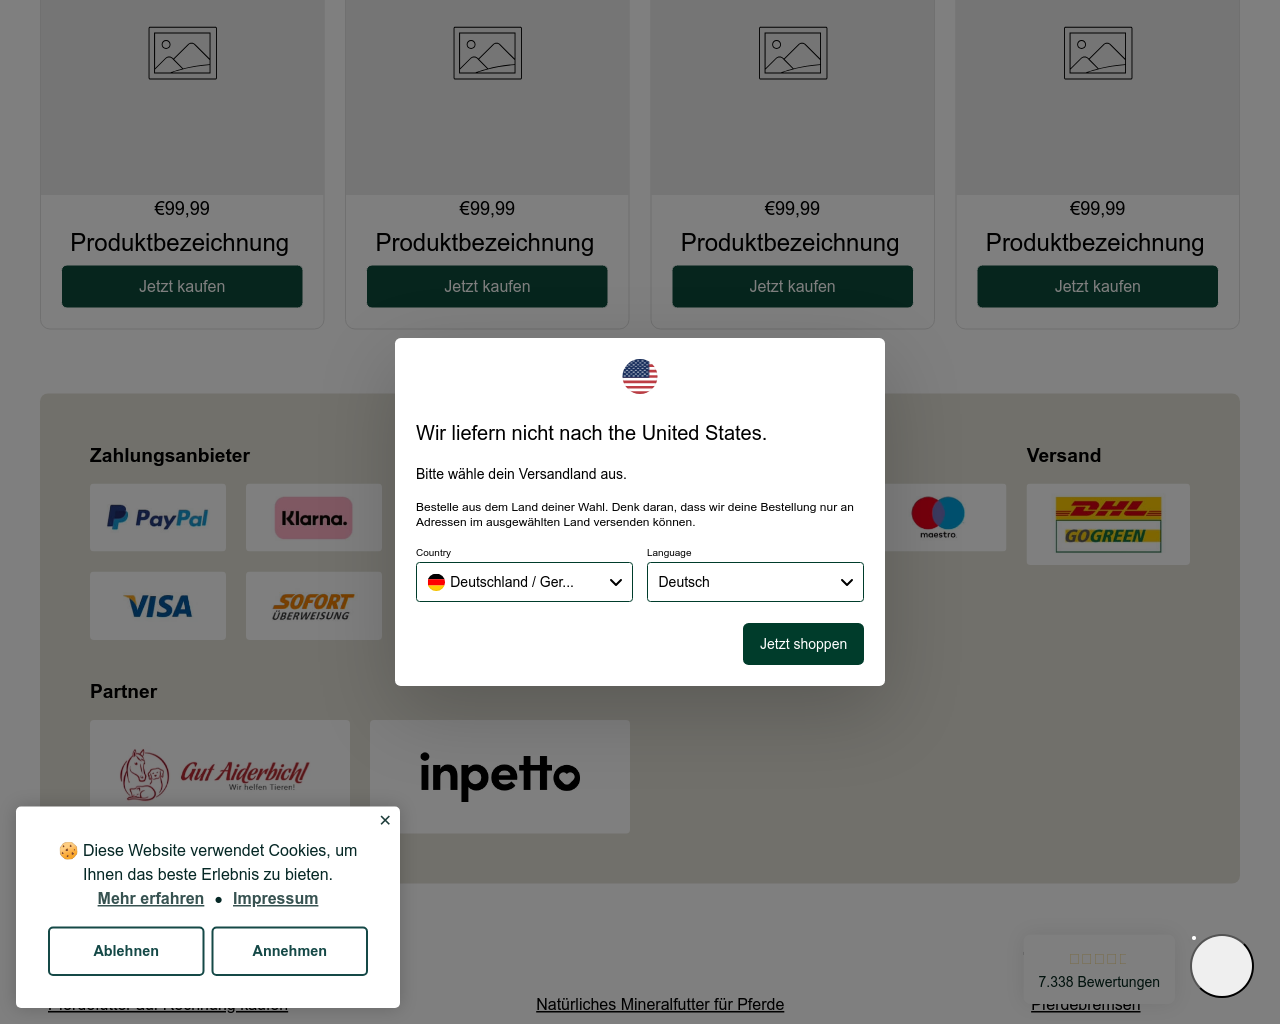 €99,99
€99,99
€99,99
€99,99
Produktbezeichnung
Produktbezeichnung
Produktbezeichnung
Produktbezeichnung
Jetzt kaufen
Jetzt kaufen
Jetzt kaufen
Jetzt kaufen
Wir liefern nicht nach the United States.
Bitte wähle dein Versandland aus.
Bestelle aus dem Land deiner Wahl. Denk daran, dass wir deine Bestellung nur an
Adressen im ausgewählten Land versenden können.
Country
Language
Deutschland / Ger...
Deutsch
Jetzt shoppen
Zahlungsanbieter
Versand
PayPal
Klarna.
maestro
DHL
GOGREEN
VISA
SOFORT
ÜBERWEISUNG
Partner
Gut Aiderbichl
Wir helfen Tieren!
inpetto
🍪 Diese Website verwendet Cookies, um
Ihnen das beste Erlebnis zu bieten.
Mehr erfahren ● Impressum
Ablehnen
Annehmen
7.338 Bewertungen
Pferdefutter auf Rechnung kaufen
Natürliches Mineralfutter für Pferde
Pferdebremsen